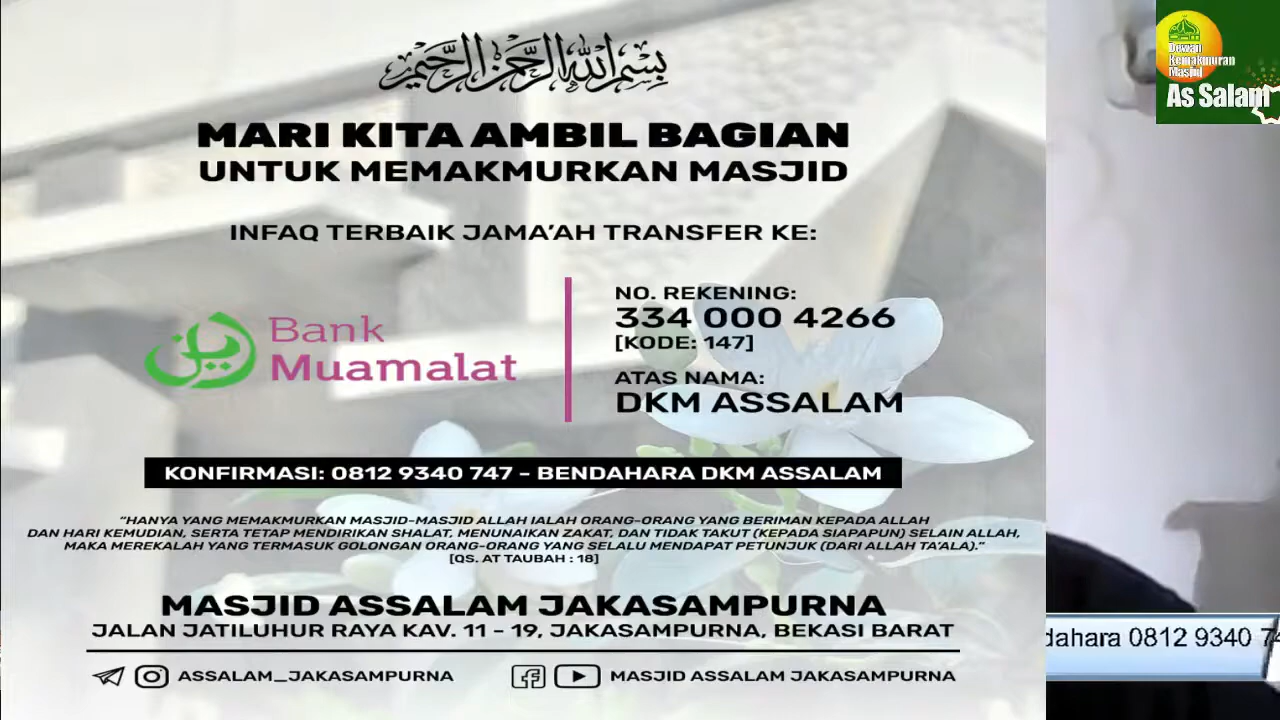 بسم الله الرحمن الرحيم
MARI KITA AMBIL BAGIAN
UNTUK MEMAKMURKAN MASJID
INFAQ TERBAIK JAMA'AH TRANSFER KE:
Bank
Muamalat
NO. REKENING:
334 000 4266
[KODE: 147]
ATAS NAMA:
DKM ASSALAM
KONFIRMASI: 0812 9340 747 – BENDAHARA DKM ASSALAM
"HANYA YANG MEMAKMURKAN MASJID-MASJID ALLAH IALAH ORANG-ORANG YANG BERIMAN KEPADA ALLAH
DAN HARI KEMUDIAN, SERTA TETAP MENDIRIKAN SHALAT, MENUNAIKAN ZAKAT, DAN TIDAK TAKUT (KEPADA SIAPAPUN) SELAIN ALLAH,
MAKA MEREKALAH YANG TERMASUK GOLONGAN ORANG-ORANG YANG SELALU MENDAPAT PETUNJUK (DARI ALLAH TA'ALA)."
[QS. AT TAUBAH : 18]
MASJID ASSALAM JAKASAMPURNA
JALAN JATILUHUR RAYA KAV. 11 – 19, JAKASAMPURNA, BEKASI BARAT
ASSALAM_JAKASAMPURNA
MASJID ASSALAM JAKASAMPURNA
Dewan
Kemakmuran
Masjid
As Salam
dahara 0812 9340 74